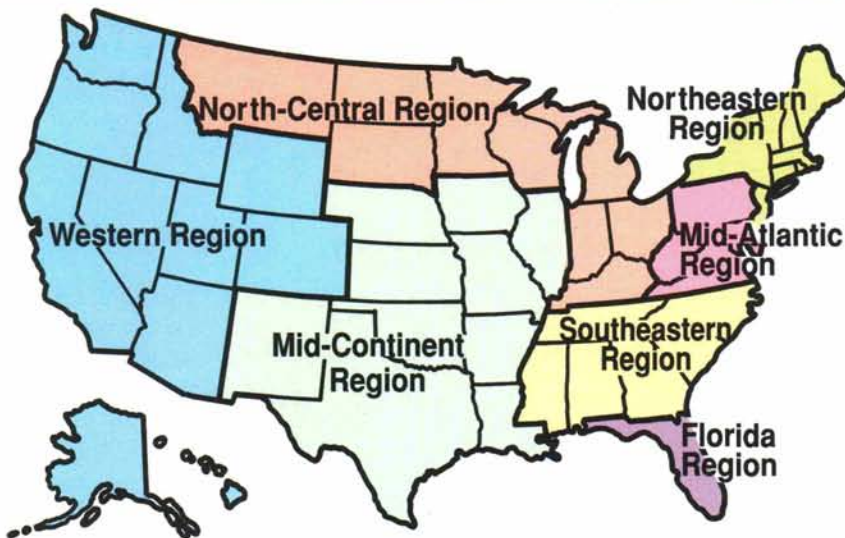 North-Central Region
Northeastern
Region
Western Region
Mid-Atlantic
Region
Mid-Continent
Region
Southeastern
Region
Florida
Region